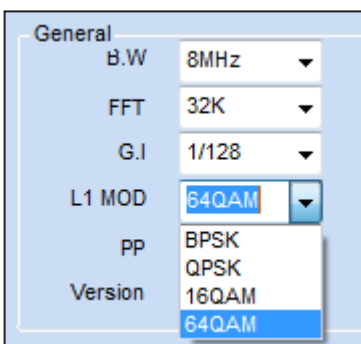 General
B.W 8MHz
FFT 32K
G.I 1/128
L1 MOD 64QAM
BPSK
PP QPSK
Version 16QAM
64QAM